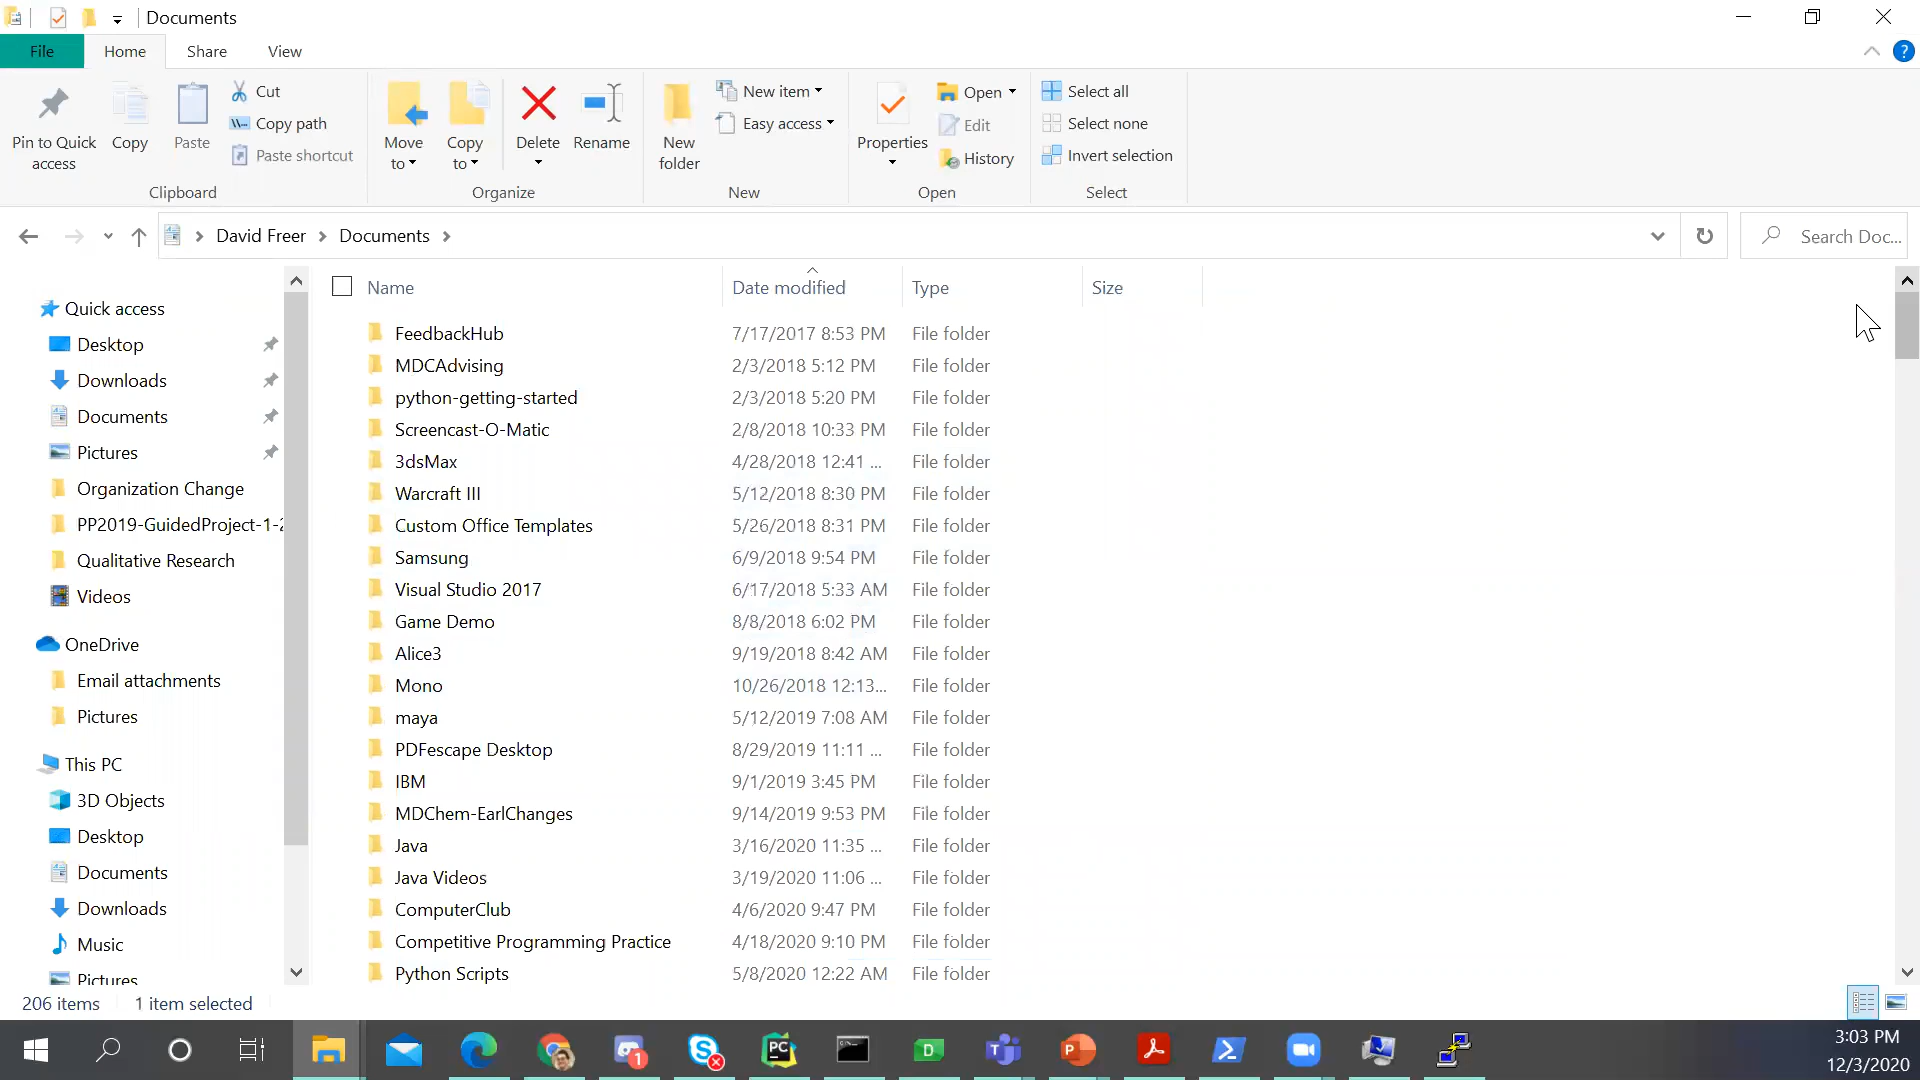 Documents
File Home Share View
Pin to Quick access
Copy
Paste
Cut
Copy path
Paste shortcut
Clipboard
Move to
Copy to
Delete
Rename
Organize
New folder
New item
Easy access
New
Properties
Open
Edit
History
Open
Select all
Select none
Invert selection
Select
David Freer Documents
Search Doc...
Quick access
Desktop
Downloads
Documents
Pictures
Organization Change
PP2019-GuidedProject-1-2
Qualitative Research
Videos
OneDrive
Email attachments
Pictures
This PC
3D Objects
Desktop
Documents
Downloads
Music
Pictures
Name Date modified Type Size
FeedbackHub 7/17/2017 8:53 PM File folder
MDCAdvising 2/3/2018 5:12 PM File folder
python-getting-started 2/3/2018 5:20 PM File folder
Screencast-O-Matic 2/8/2018 10:33 PM File folder
3dsMax 4/28/2018 12:41 ... File folder
Warcraft III 5/12/2018 8:30 PM File folder
Custom Office Templates 5/26/2018 8:31 PM File folder
Samsung 6/9/2018 9:54 PM File folder
Visual Studio 2017 6/17/2018 5:33 AM File folder
Game Demo 8/8/2018 6:02 PM File folder
Alice3 9/19/2018 8:42 AM File folder
Mono 10/26/2018 12:13... File folder
maya 5/12/2019 7:08 AM File folder
PDFescape Desktop 8/29/2019 11:11 ... File folder
IBM 9/1/2019 3:45 PM File folder
MDChem-EarlChanges 9/14/2019 9:53 PM File folder
Java 3/16/2020 11:35 ... File folder
Java Videos 3/19/2020 11:06 ... File folder
ComputerClub 4/6/2020 9:47 PM File folder
Competitive Programming Practice 4/18/2020 9:10 PM File folder
Python Scripts 5/8/2020 12:22 AM File folder
206 items 1 item selected
1
PC
D
3:03 PM
12/3/2020